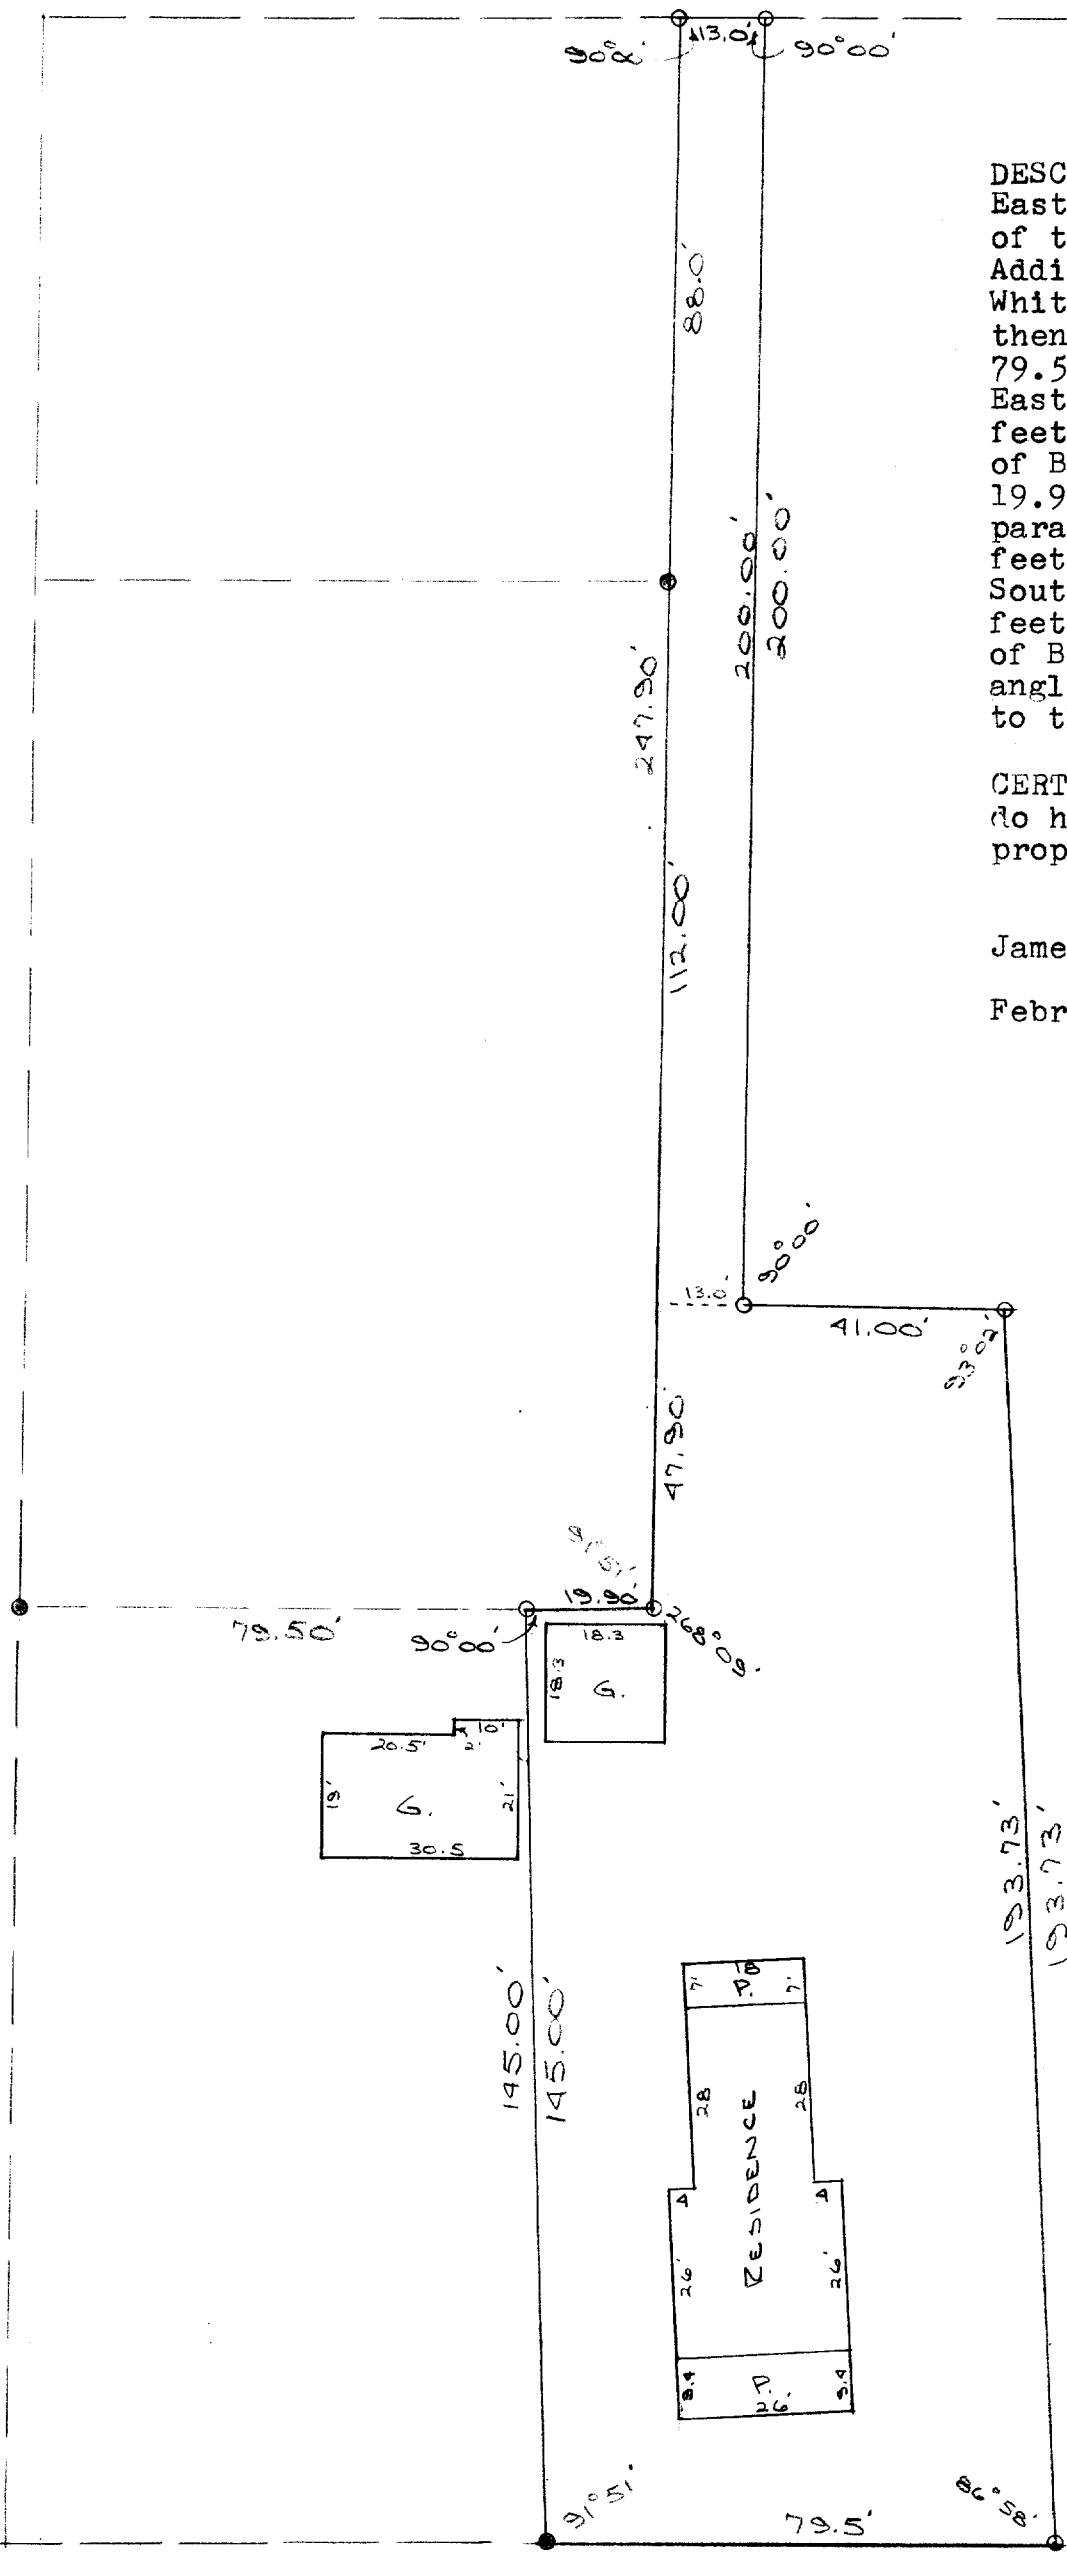 90°00' 13.0' 90°00'
DESC
East
of t
Addi
Whit
then
79.5
East
feet
of B
19.9
para
feet
Sout
feet
of B
angl
to t
CERT
do h
prop
Jame
Febr
88.0'
200.00'
200.00'
247.90'
112.00'
90°00'
13.0'
41.00'
93°02'
47.90'
91°51'
19.90'
79.50'
90°00'
268°09'
18.3
18.3
G.
10'
20.5'
2'
19'
G.
21'
30.5
193.73'
193.73'
145.00'
145.00'
7'
P.
18
7'
28
28
RESIDENCE
4
4
26'
26'
9.4
P.
26'
9.4
91°51'
86°58'
79.5'